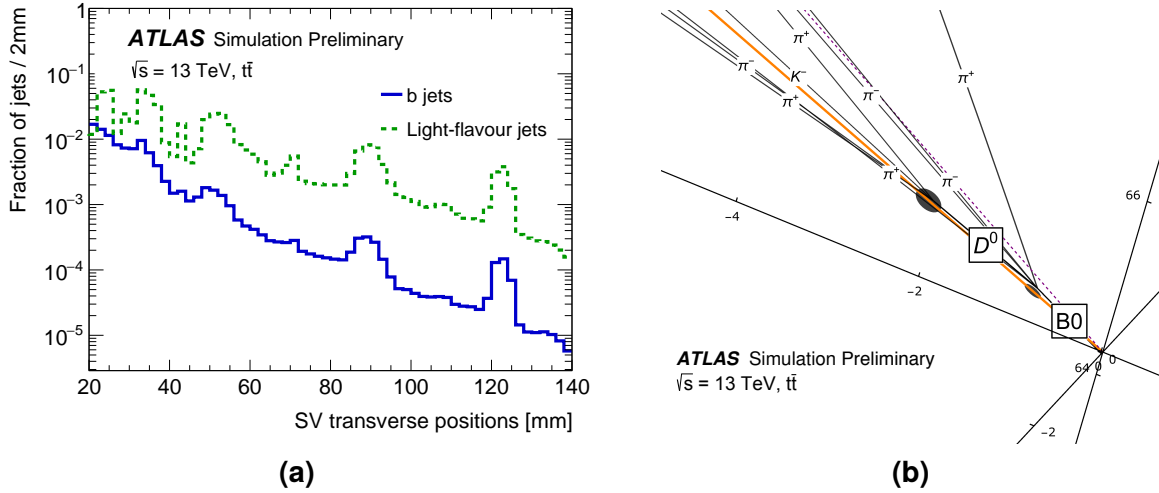 ATLAS Simulation Preliminary
√s = 13 TeV, tt̄
b jets
Light-flavour jets
Fraction of jets / 2mm
1
10⁻¹
10⁻²
10⁻³
10⁻⁴
10⁻⁵
20 40 60 80 100 120 140
SV transverse positions [mm]
(a)
π⁺
π⁻
K⁻
π⁺
π⁺
π⁻
π⁺
π⁻
66
−4
D⁰
−2
B0
ATLAS Simulation Preliminary
√s = 13 TeV, tt̄
64
0
0
−2
(b)